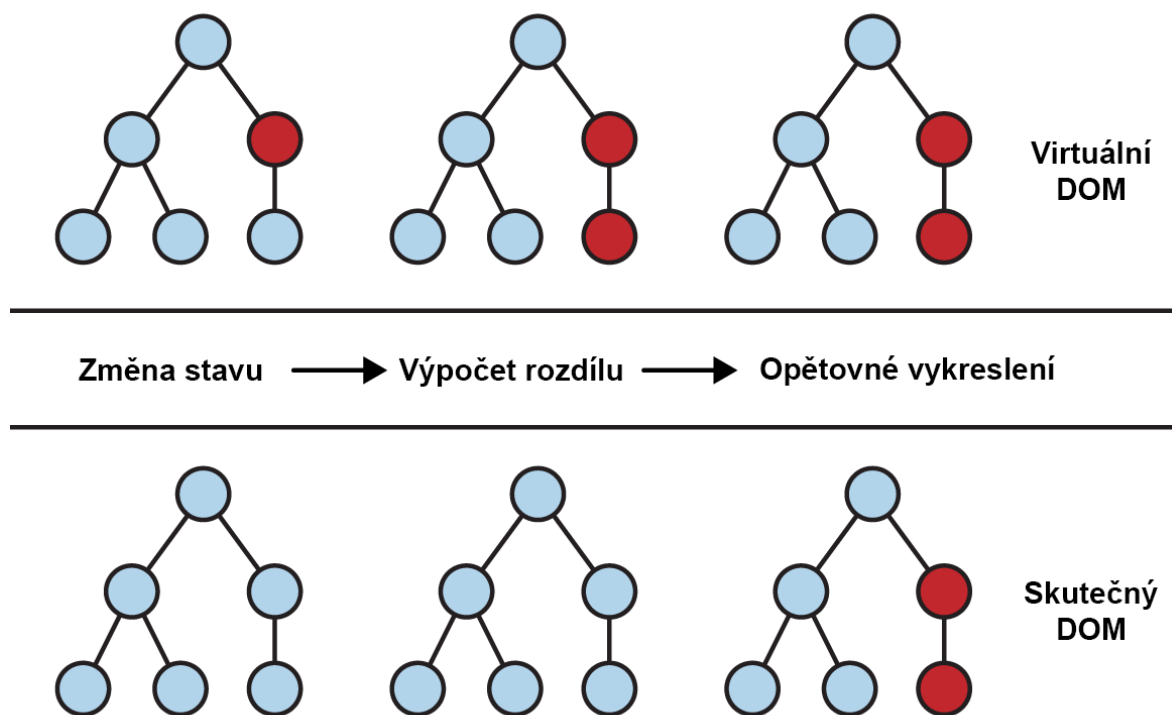 Virtuální
DOM
Změna stavu
Výpočet rozdílu
Opětovné vykreslení
Skutečný
DOM